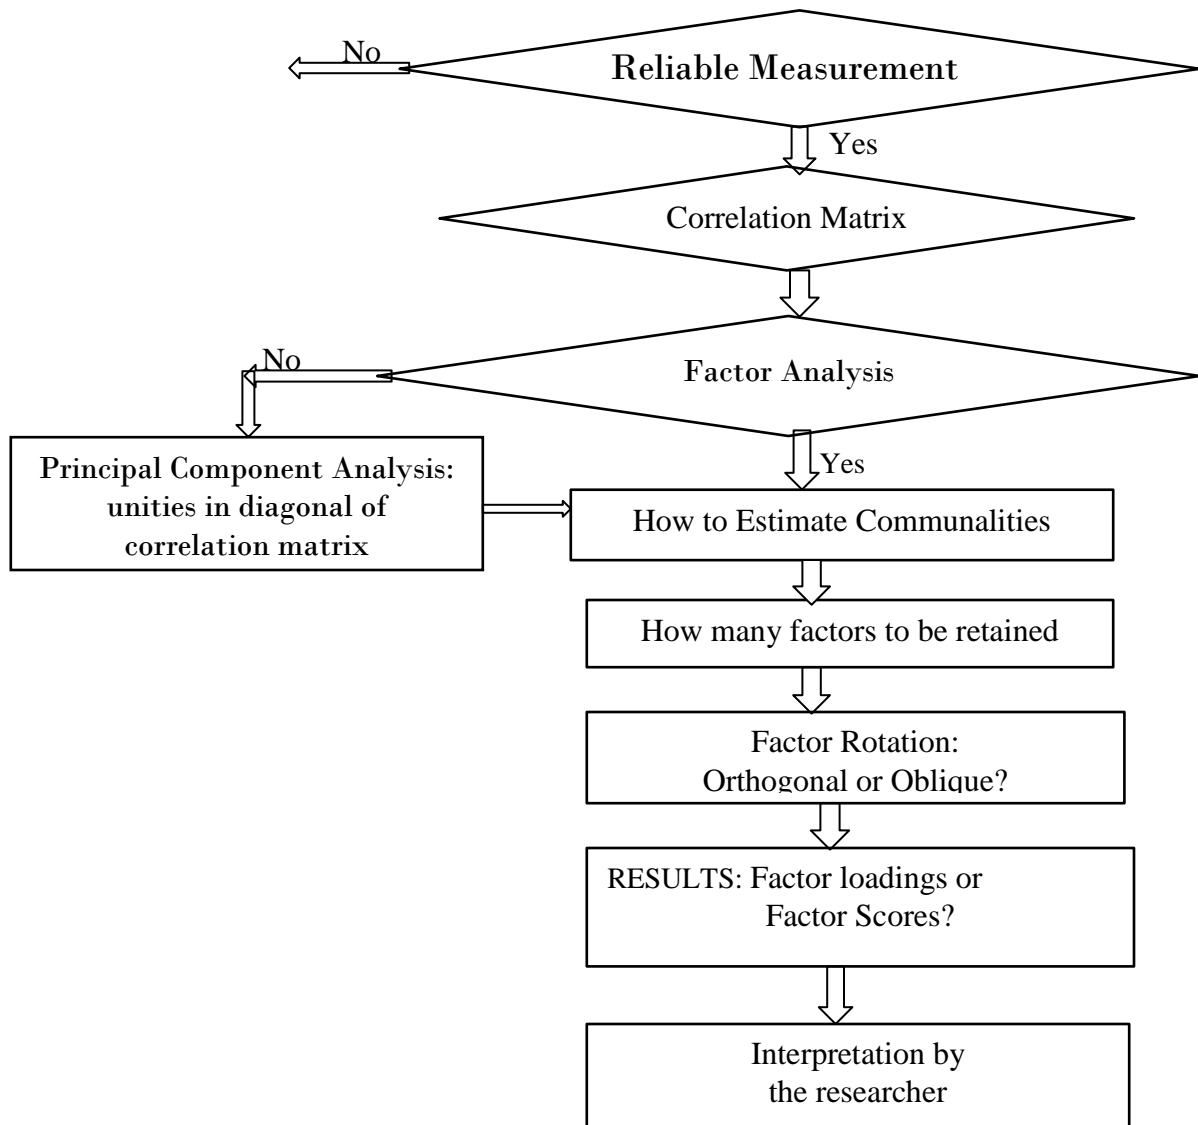 No
Reliable Measurement
Yes
Correlation Matrix
No
Factor Analysis
Yes
Principal Component Analysis:
unities in diagonal of
correlation matrix
How to Estimate Communalities
How many factors to be retained
Factor Rotation:
Orthogonal or Oblique?
RESULTS: Factor loadings or
Factor Scores?
Interpretation by
the researcher